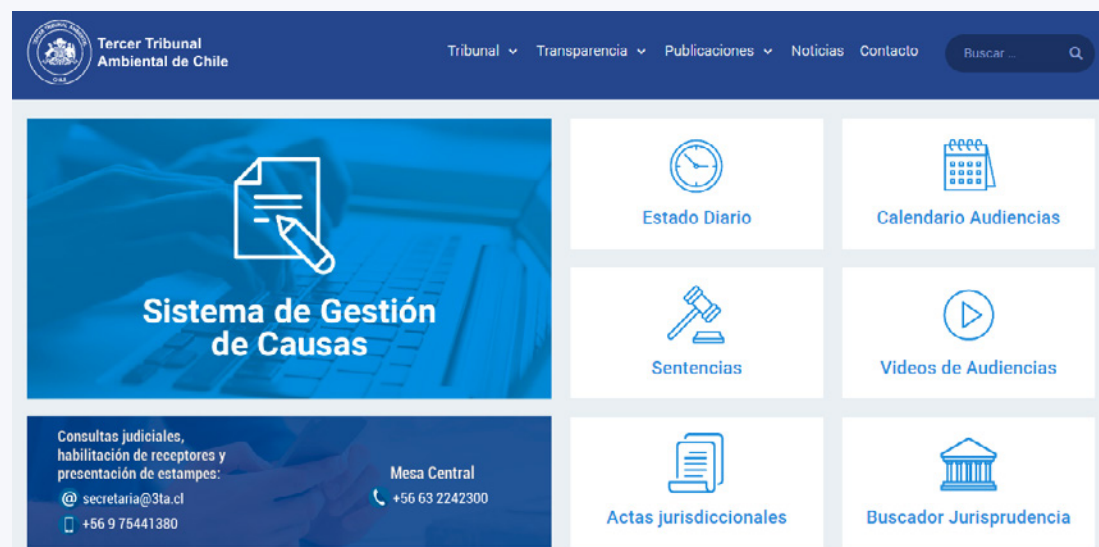 Tercer Tribunal
Ambiental de Chile
Tribunal
Transparencia
Publicaciones
Noticias
Contacto
Buscar ...
Sistema de Gestión
de Causas
Estado Diario
Calendario Audiencias
Sentencias
Videos de Audiencias
Consultas judiciales,
habilitación de receptores y
presentación de estampes:
@ secretaria@3ta.cl
+56 9 75441380
Mesa Central
+56 63 2242300
Actas jurisdiccionales
Buscador Jurisprudencia